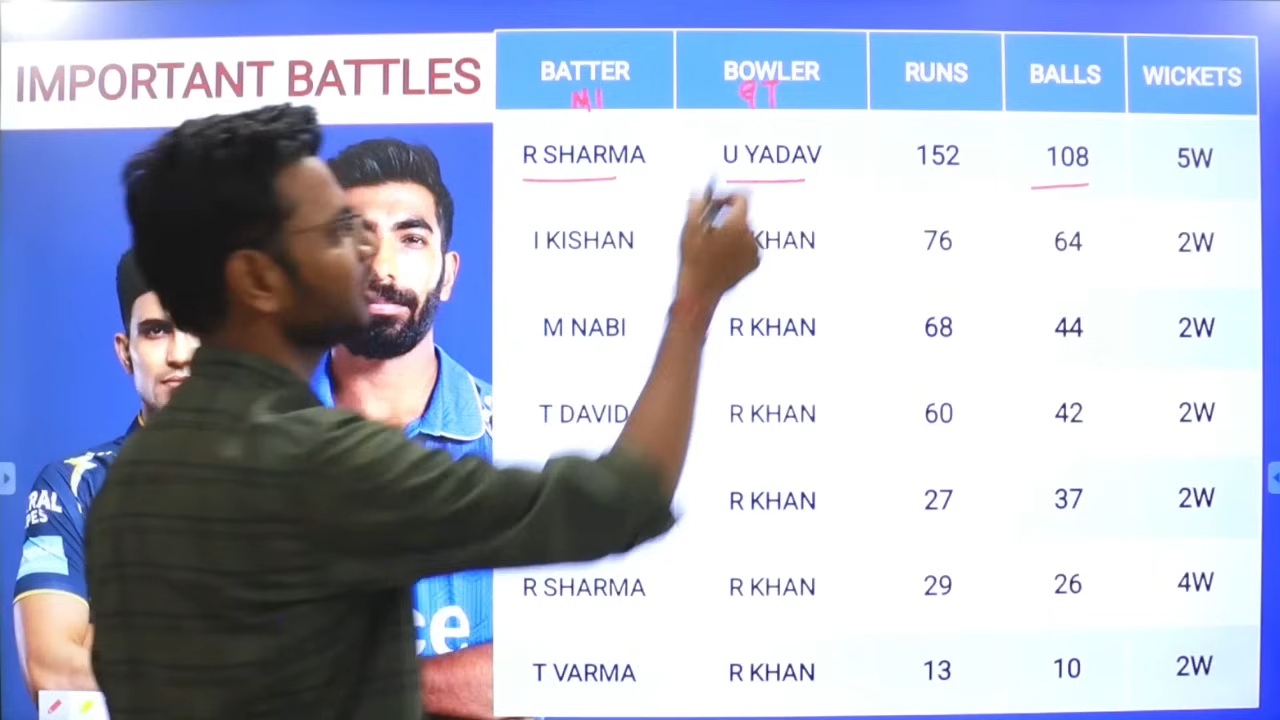 IMPORTANT BATTLES
BATTER BOWLER RUNS BALLS WICKETS
MI GT
R SHARMA U YADAV 152 108 5W
I KISHAN KHAN 76 64 2W
M NABI R KHAN 68 44 2W
T DAVID R KHAN 60 42 2W
R KHAN 27 37 2W
R SHARMA R KHAN 29 26 4W
T VARMA R KHAN 13 10 2W